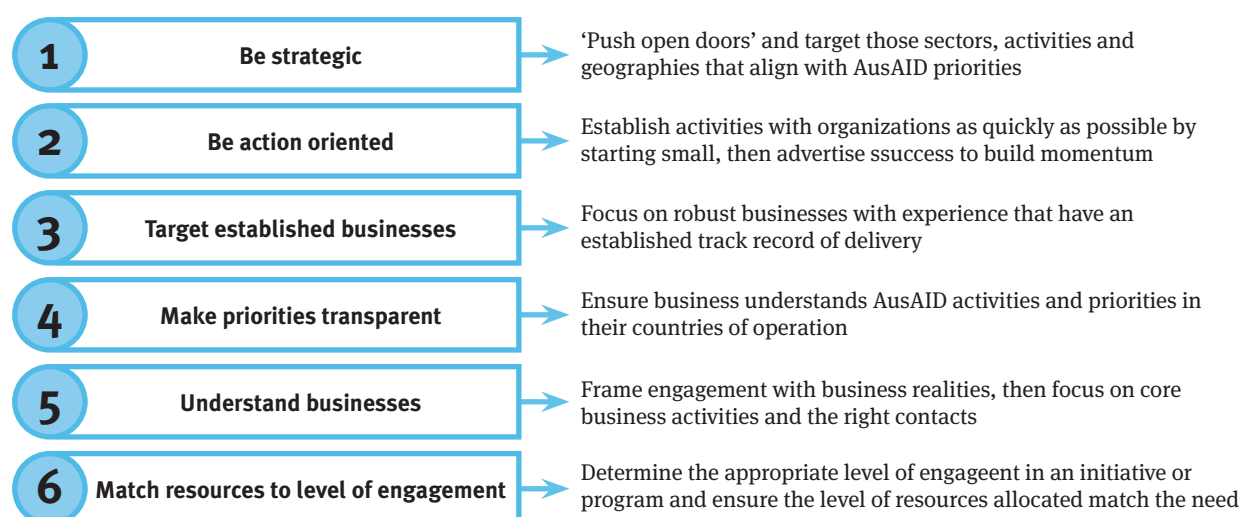 1
Be strategic
'Push open doors' and target those sectors, activities and
geographies that align with AusAID priorities
2
Be action oriented
Establish activities with organizations as quickly as possible by
starting small, then advertise ssuccess to build momentum
3
Target established businesses
Focus on robust businesses with experience that have an
established track record of delivery
4
Make priorities transparent
Ensure business understands AusAID activities and priorities in
their countries of operation
5
Understand businesses
Frame engagement with business realities, then focus on core
business activities and the right contacts
6
Match resources to level of engagement
Determine the appropriate level of engageent in an initiative or
program and ensure the level of resources allocated match the need